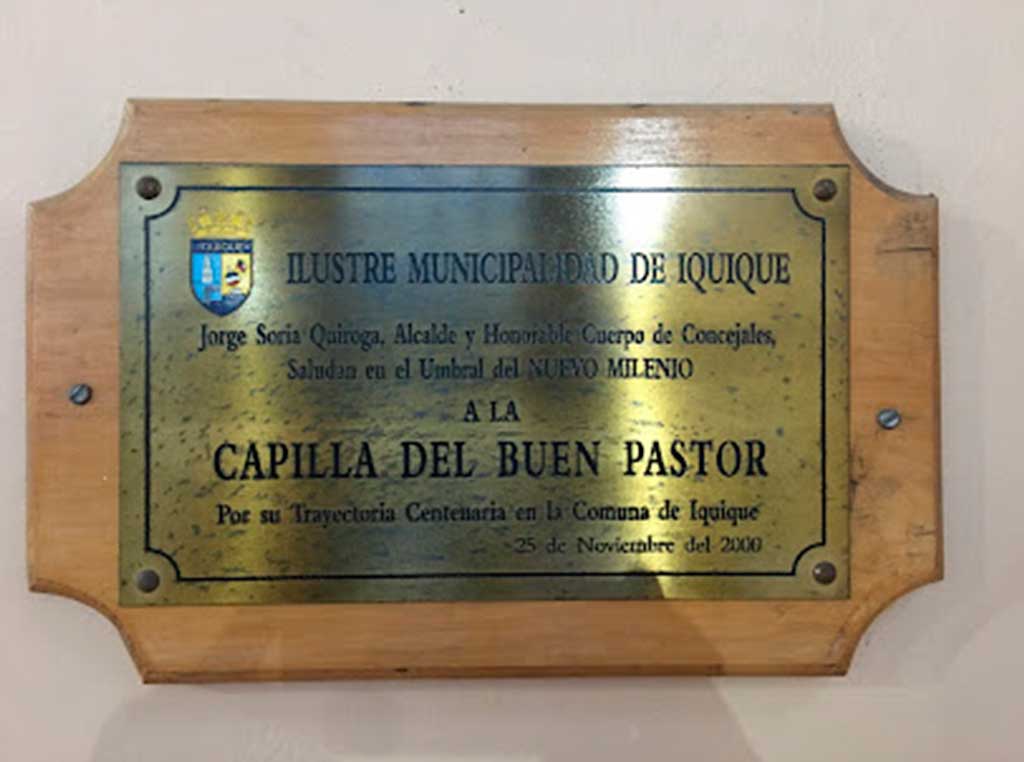 IQUIQUE
ILUSTRE MUNICIPALIDAD DE IQUIQUE
Jorge Soria Quiroga, Alcalde y Honorable Cuerpo de Concejales,
Saludan en el Umbral del NUEVO MILENIO
A LA
CAPILLA DEL BUEN PASTOR
Por su Trayectoria Centenaria en la Comuna de Iquique
25 de Noviembre del 2000